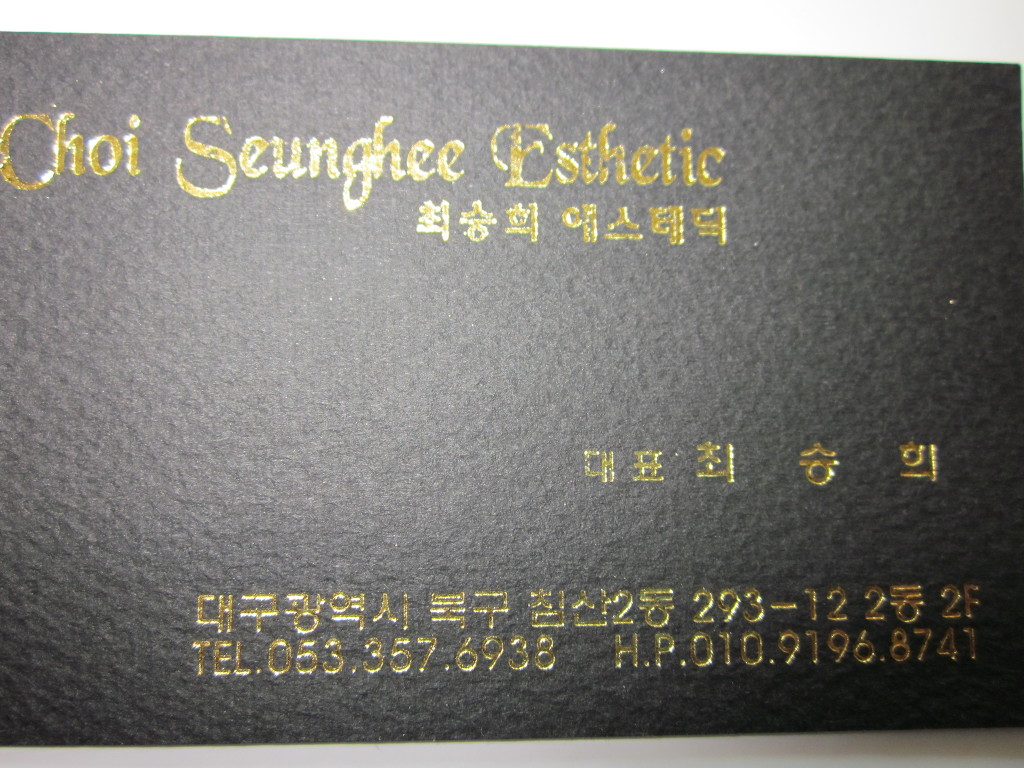 Choi Seunghee Esthetic
최승희 에스테틱
대표 최 승 희
대구광역시 북구 침산2동 293-12 2동 2F
TEL.053.357.6938 H.P.010.9196.8741